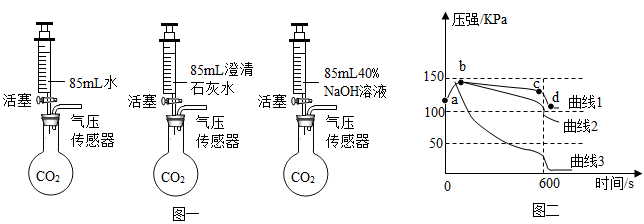 85mL水
活塞
气压
传感器
CO₂
85mL澄清
石灰水
活塞
气压
传感器
CO₂
85mL40%
NaOH溶液
活塞
气压
传感器
CO₂
图一
压强/KPa
150
100
50
0
a
b
c
d
曲线1
曲线2
曲线3
600
时间/s
图二